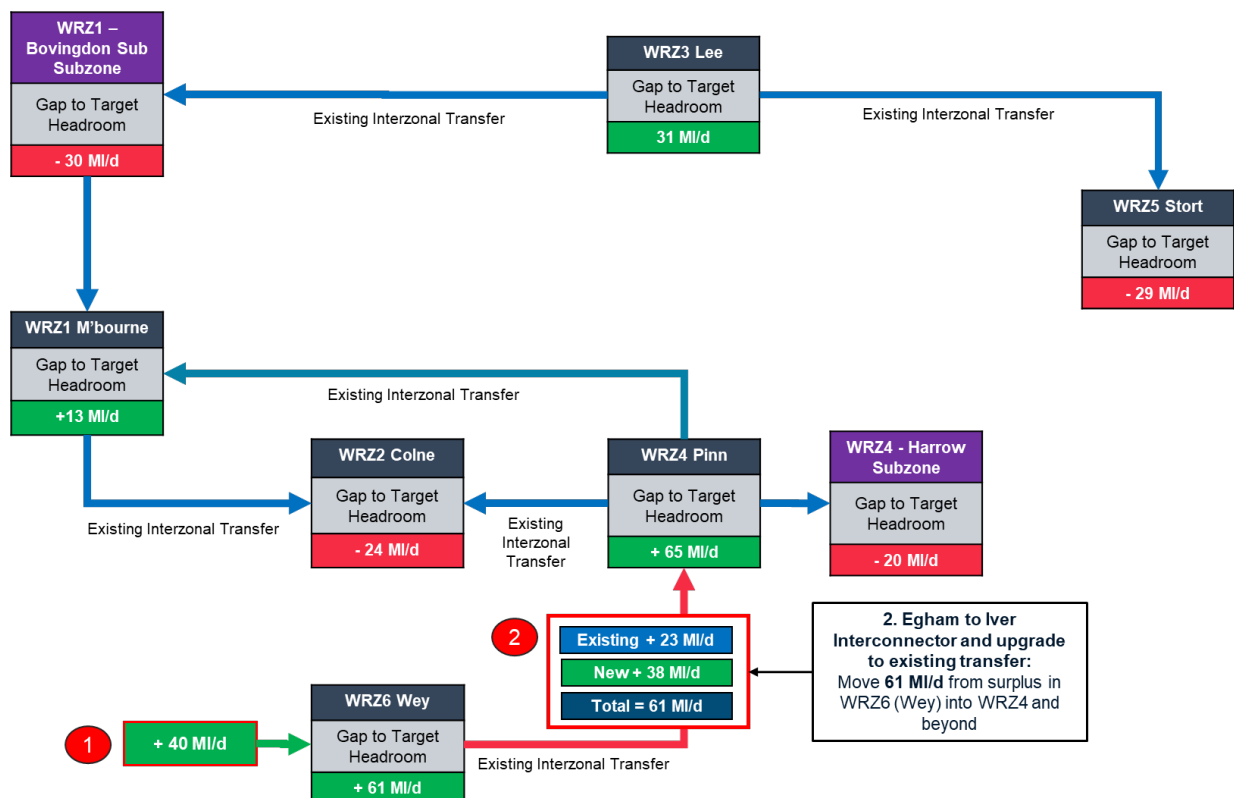 WRZ1 –
Bovingdon Sub
Subzone
Gap to Target
Headroom
- 30 Ml/d
Existing Interzonal Transfer
WRZ3 Lee
Gap to Target
Headroom
31 Ml/d
Existing Interzonal Transfer
WRZ5 Stort
Gap to Target
Headroom
- 29 Ml/d
WRZ1 M'bourne
Gap to Target
Headroom
+13 Ml/d
Existing Interzonal Transfer
Existing Interzonal Transfer
WRZ2 Colne
Gap to Target
Headroom
- 24 Ml/d
Existing
Interzonal
Transfer
WRZ4 Pinn
Gap to Target
Headroom
+ 65 Ml/d
WRZ4 - Harrow
Subzone
Gap to Target
Headroom
- 20 Ml/d
2
Existing + 23 Ml/d
New + 38 Ml/d
Total = 61 Ml/d
2. Egham to Iver
Interconnector and upgrade
to existing transfer:
Move 61 Ml/d from surplus in
WRZ6 (Wey) into WRZ4 and
beyond
1
+ 40 Ml/d
WRZ6 Wey
Gap to Target
Headroom
+ 61 Ml/d
Existing Interzonal Transfer